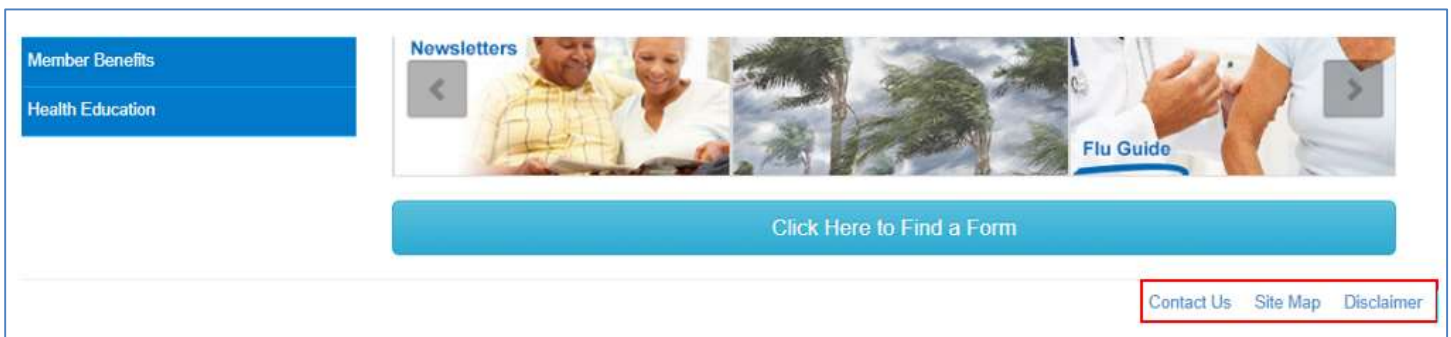 Member Benefits
Health Education
Newsletters
Flu Guide
Click Here to Find a Form
Contact Us Site Map Disclaimer